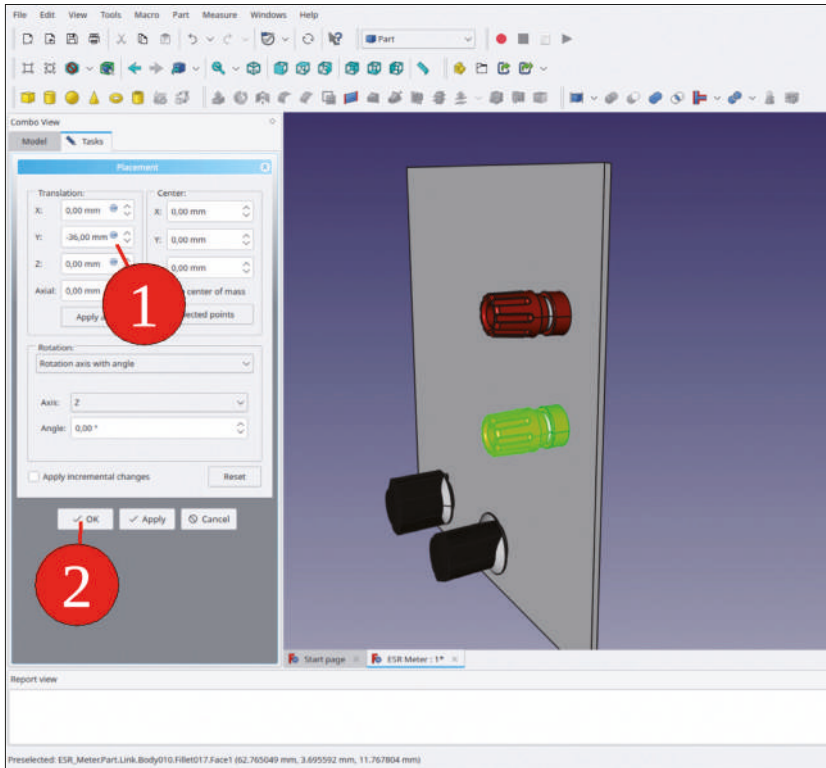 File Edit View Tools Macro Part Measure Windows Help
Part
Combo View
Model Tasks
Placement
Translation: Center:
X: 0,00 mm X: 0,00 mm
Y: -36,00 mm Y: 0,00 mm
Z: 0,00 mm 0,00 mm
Axial: 0,00 mm center of mass
Apply a ected points
1
Rotation:
Rotation axis with angle
Axis: Z
Angle: 0,00 °
Apply incremental changes Reset
OK Apply Cancel
2
Start page ESR Meter : 1*
Report view
Preselected: ESR_Meter.Part.Link.Body010.Fillet017.Face1 (62.765049 mm, 3.695592 mm, 11.767804 mm)